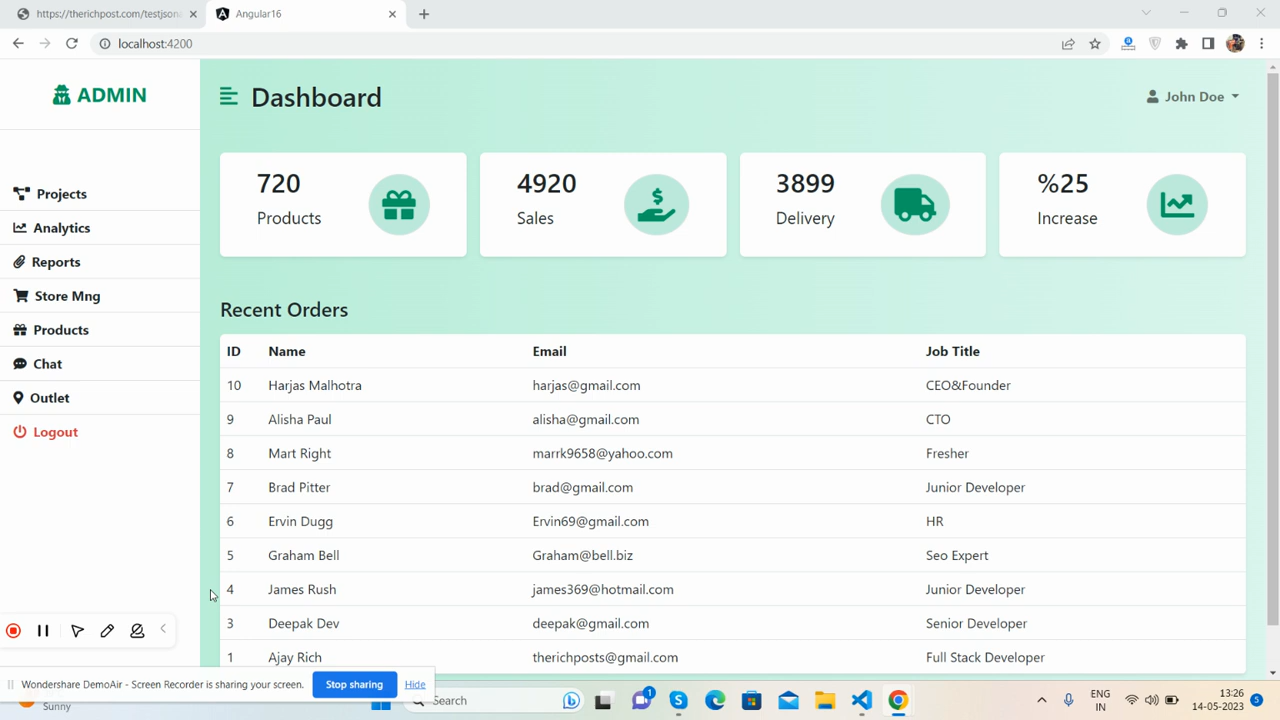 https://therichpost.com/testjson
Angular16
localhost:4200
ADMIN
Dashboard
John Doe
720
Products
4920
Sales
3899
Delivery
%25
Increase
Projects
Analytics
Reports
Store Mng
Products
Chat
Outlet
Logout
Recent Orders
ID Name Email Job Title
10 Harjas Malhotra harjas@gmail.com CEO&Founder
9 Alisha Paul alisha@gmail.com CTO
8 Mart Right marrk9658@yahoo.com Fresher
7 Brad Pitter brad@gmail.com Junior Developer
6 Ervin Dugg Ervin69@gmail.com HR
5 Graham Bell Graham@bell.biz Seo Expert
4 James Rush james369@hotmail.com Junior Developer
3 Deepak Dev deepak@gmail.com Senior Developer
1 Ajay Rich therichposts@gmail.com Full Stack Developer
Wondershare DemoAir - Screen Recorder is sharing your screen. Stop sharing Hide
Sunny
Search
1
ENG
IN
13:26
14-05-2023
5